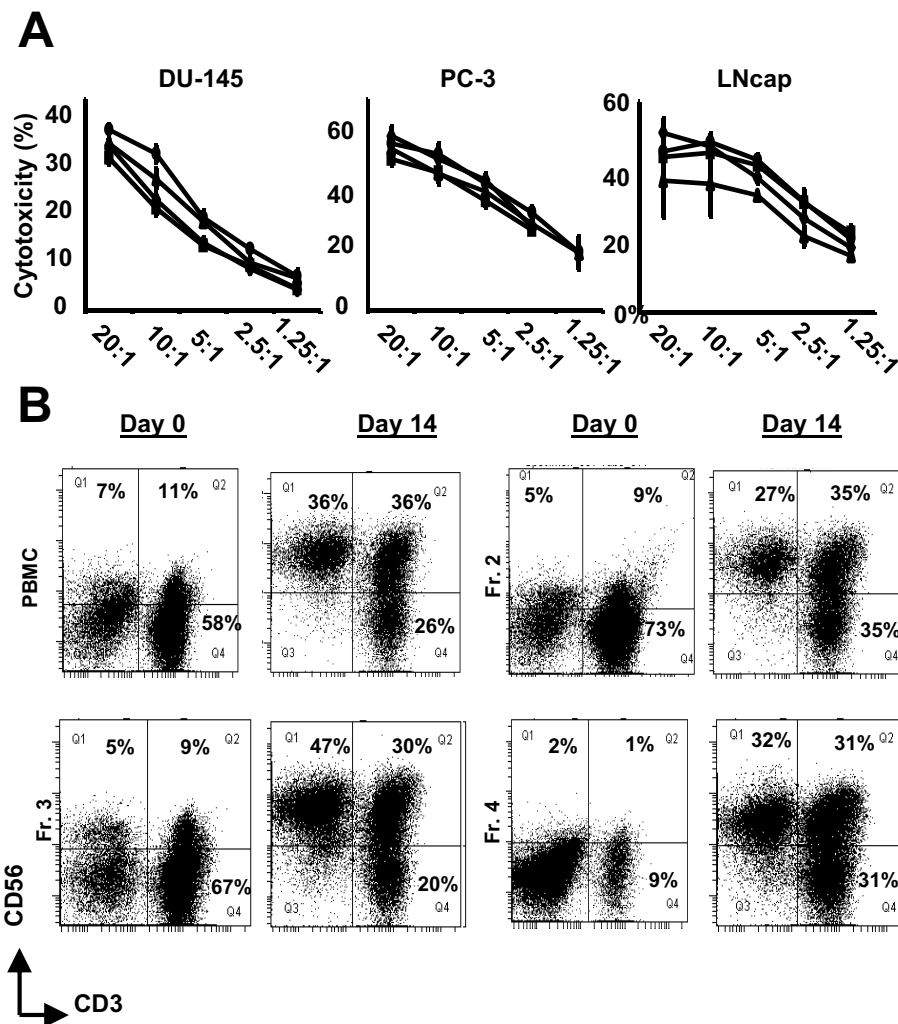 A
DU-145
PC-3
LNcap
Cytotoxicity (%)
40
30
20
10
0
60
40
20
0
60
40
20
0%
20:1
10:1
5:1
2.5:1
1.25:1
20:1
10:1
5:1
2.5:1
1.25:1
20:1
10:1
5:1
2.5:1
1.25:1
B
Day 0
Day 14
Day 0
Day 14
PBMC
Q1
7%
11%
Q2
58%
Q4
36%
36%
Q2
26%
Q3
Q4
Fr. 2
Q1
5%
9%
Q2
73%
Q4
Q1
27%
35%
Q2
35%
Q3
Q4
Fr. 3
Q1
5%
9%
Q2
67%
Q4
Q1
47%
30%
Q2
20%
Q3
Q4
Fr. 4
Q1
2%
1%
Q2
9%
Q3
Q4
Q1
32%
31%
Q2
31%
Q3
Q4
CD56
CD3